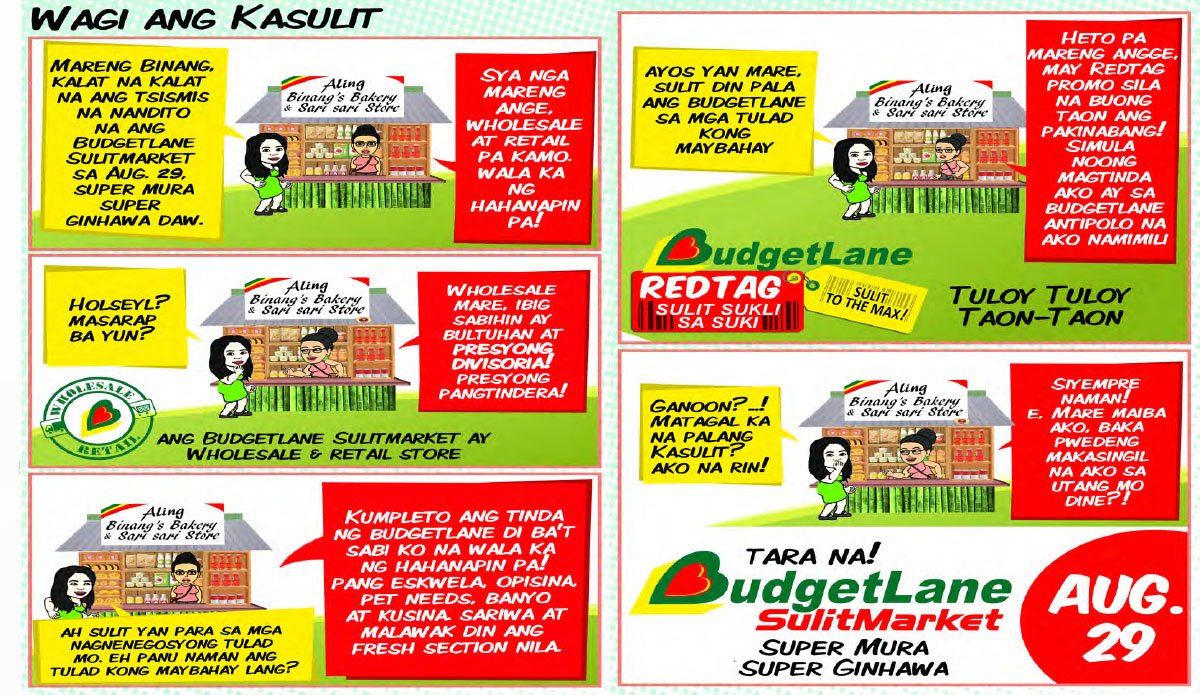 WAGI ANG KASULIT
MARENG BINANG,
KALAT NA KALAT
NA ANG TSISMIS
NA NANDITO
NA ANG
BUDGETLANE
SULITMARKET
SA AUG. 29,
SUPER MURA
SUPER
GINHAWA DAW.
Aling
Binang's Bakery
& Sari sari Store
SYA NGA
MARENG
ANGE,
WHOLESALE
AT RETAIL
PA KAMO.
WALA KA
NG
HAHANAPIN
PA!
HOLSEYL?
MASARAP
BA YUN?
Aling
Binang's Bakery
& Sari sari Store
WHOLESALE
MARE. IBIG
SABIHIN AY
BULTUHAN AT
PRESYONG
DIVISORIA!
PRESYONG
PANGTINDERA!
WHOLESALE
RETAIL
ANG BUDGETLANE SULITMARKET AY
WHOLESALE & RETAIL STORE
Aling
Binang's Bakery
& Sari sari Store
KUMPLETO ANG TINDA
NG BUDGETLANE DI BA'T
SABI KO NA WALA KA
NG HAHANAPIN PA!
PANG ESKWELA, OPISINA,
PET NEEDS, BANYO
AT KUSINA. SARIWA AT
MALAWAK DIN ANG
FRESH SECTION NILA.
AH SULIT YAN PARA SA MGA
NAGNENEGOSYONG TULAD
MO. EH PANU NAMAN ANG
TULAD KONG MAYBAHAY LANG?
AYOS YAN MARE,
SULIT DIN PALA
ANG BUDGETLANE
SA MGA TULAD
KONG
MAYBAHAY
Aling
Binang's Bakery
& Sari sari Store
HETO PA
MARENG ANGGE,
MAY REDTAG
PROMO SILA
NA BUONG
TAON ANG
PAKINABANG!
SIMULA
NOONG
MAGTINDA
AKO AY SA
BUDGETLANE
ANTIPOLO NA
AKO NAMIMILI
BudgetLane
REDTAG
SULIT SUKLI
SA SUKI
SULIT
TO THE MAX!
TULOY TULOY
TAON-TAON
GANOON?...!
MATAGAL KA
NA PALANG
KASULIT?
AKO NA RIN!
Aling
Binang's Bakery
& Sari sari Store
SIYEMPRE
NAMAN!
E. MARE MAIBA
AKO, BAKA
PWEDENG
MAKASINGIL
NA AKO SA
UTANG MO
DINE?!
TARA NA!
BudgetLane
SulitMarket
SUPER MURA
SUPER GINHAWA
AUG.
29